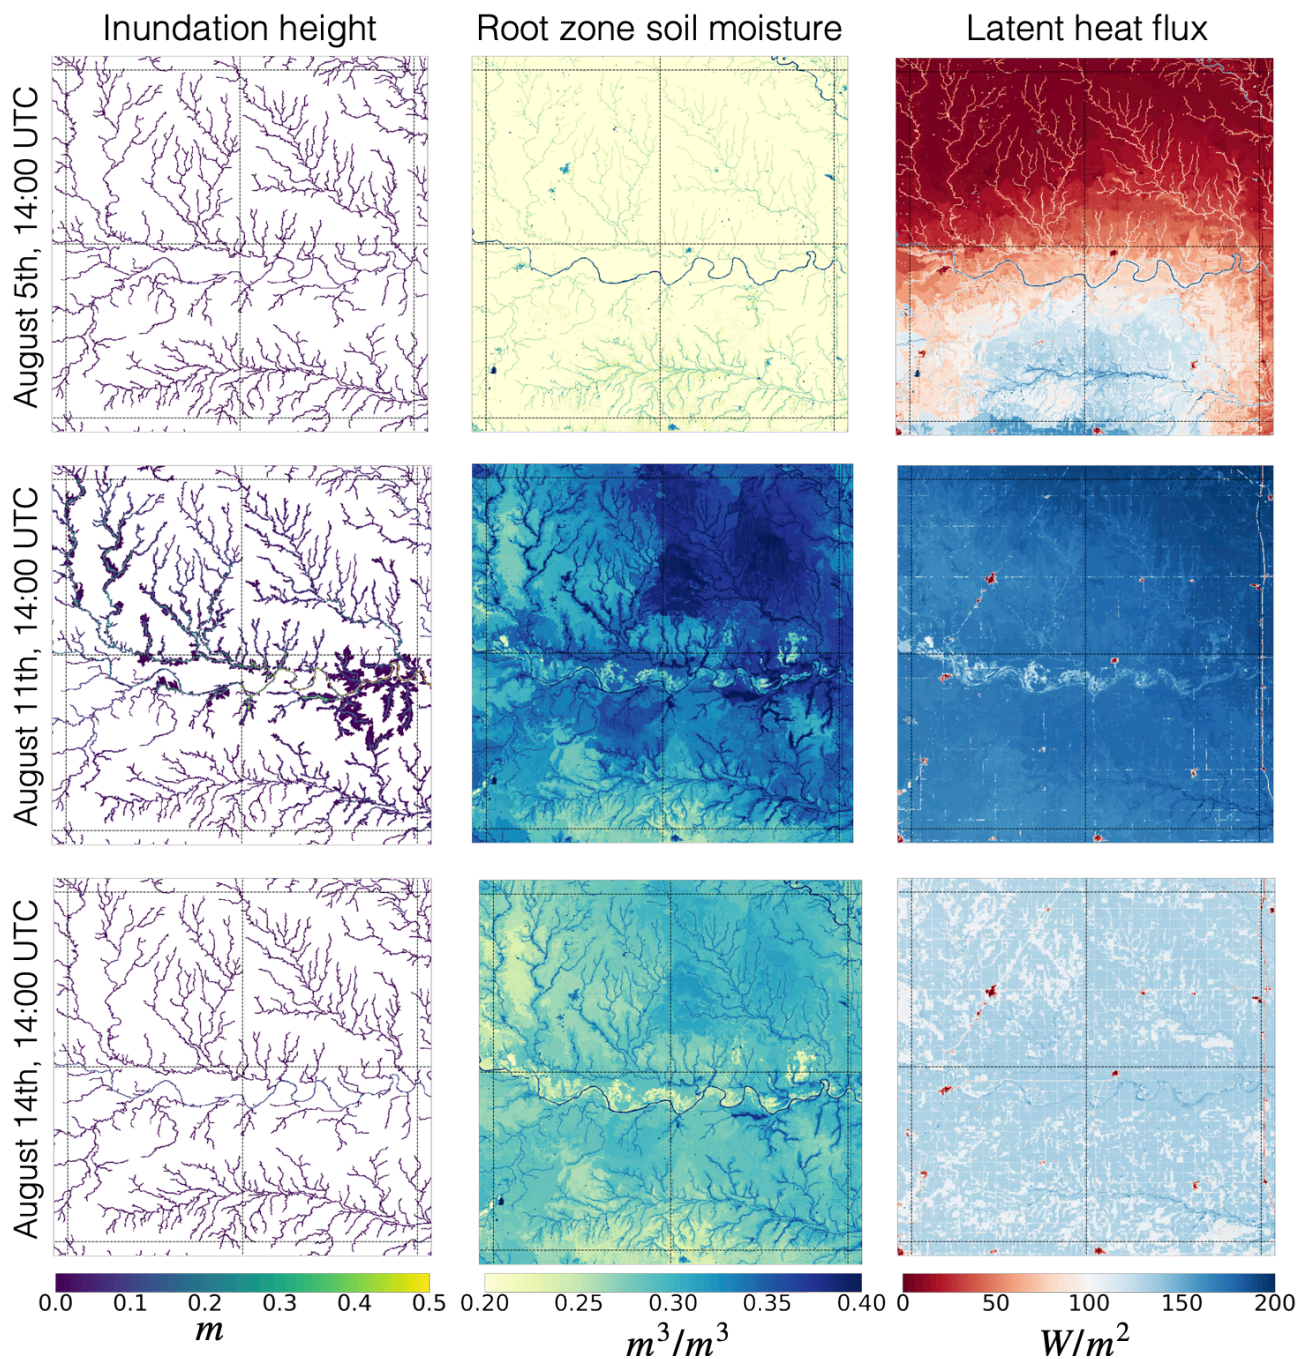 Inundation height Root zone soil moisture Latent heat flux
August 5th, 14:00 UTC
August 11th, 14:00 UTC
August 14th, 14:00 UTC
0.0 0.1 0.2 0.3 0.4 0.5
m
0.20 0.25 0.30 0.35 0.40
m³/m³
0 50 100 150 200
W/m²